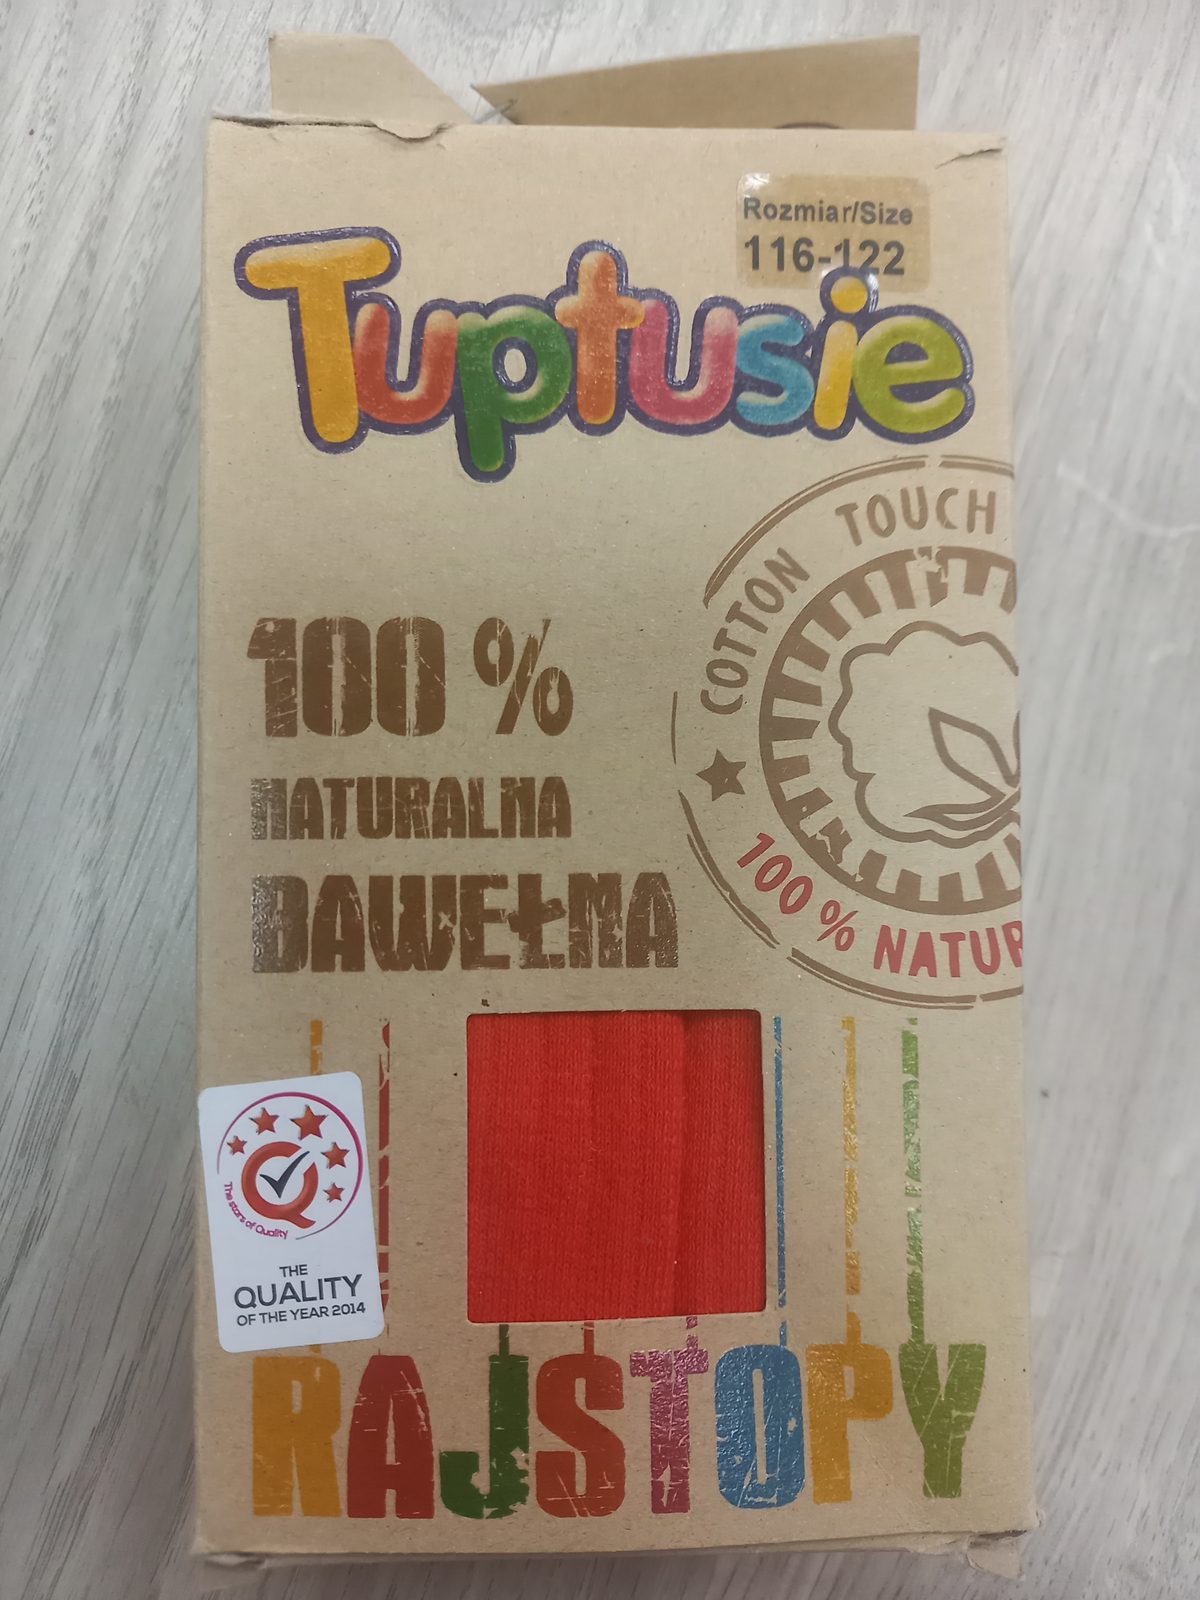 Rozmiar/Size
116-122
Tuptusie
COTTON TOUCH
100 % NATUR
100 %
NATURALNA
BAWEŁNA
The stars of Quality
THE
QUALITY
OF THE YEAR 2014
RAJSTOPY